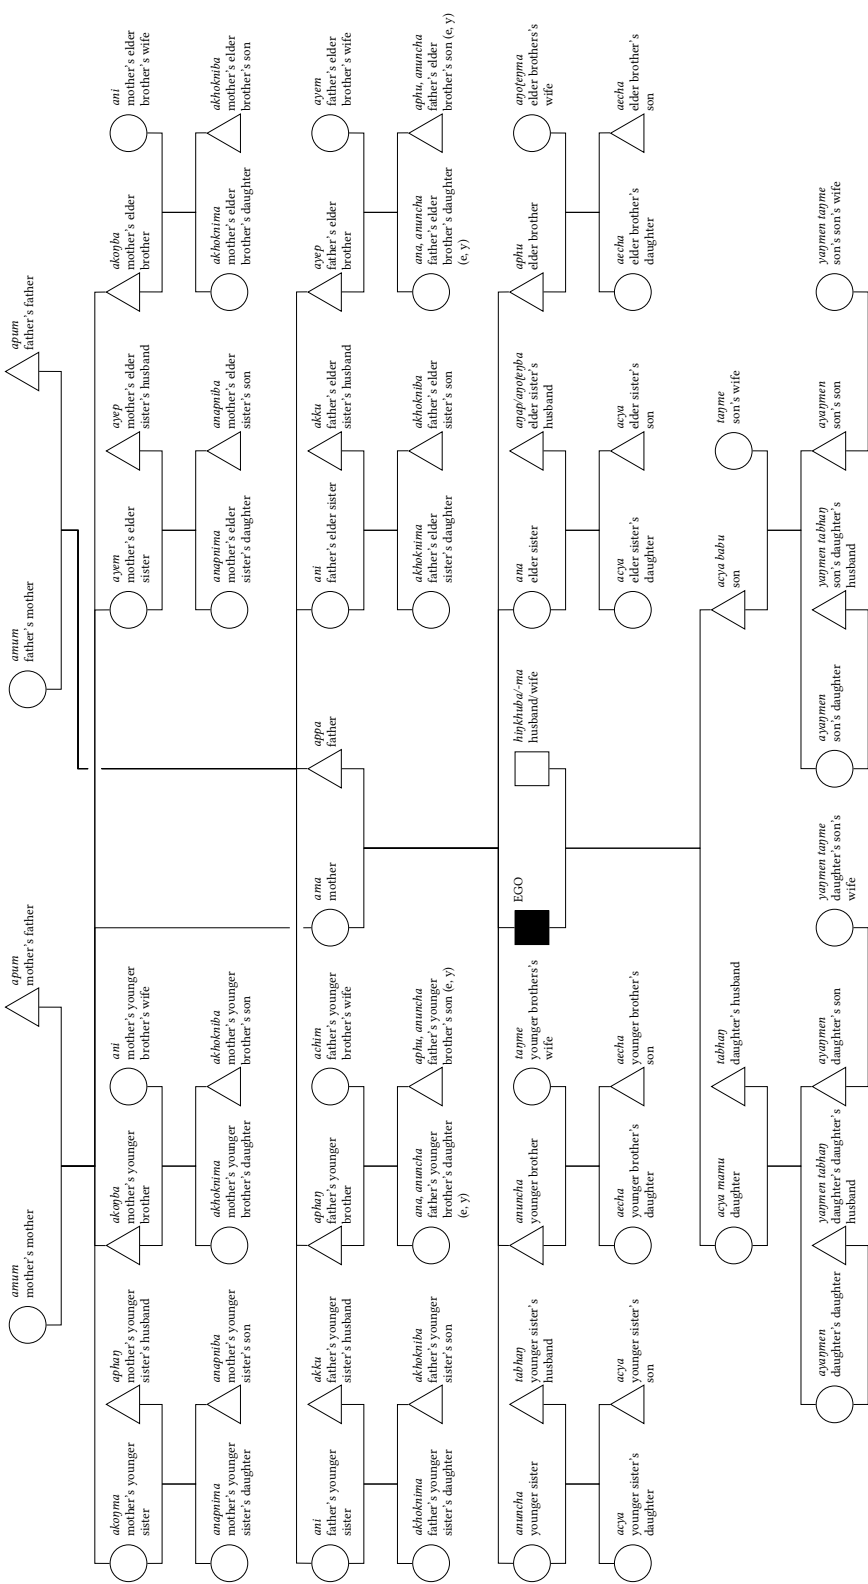 amum
mother's mother
apum
mother's father
amum
father's mother
apum
father's father
akoŋma
mother's younger
sister
aphaŋ
mother's younger
sister's husband
akoŋba
mother's younger
brother
ani
mother's younger
brother's wife
ayem
mother's elder
sister
ayep
mother's elder
sister's husband
akoŋba
mother's elder
brother
ani
mother's elder
brother's wife
anapnima
mother's younger
sister's daughter
anapniba
mother's younger
sister's son
akhoknima
mother's younger
brother's daughter
akhokniba
mother's younger
brother's son
anapnima
mother's elder
sister's daughter
anapniba
mother's elder
sister's son
akhoknima
mother's elder
brother's daughter
akhokniba
mother's elder
brother's son
ani
father's younger
sister
akku
father's younger
sister's husband
aphaŋ
father's younger
brother
achim
father's younger
brother's wife
ama
mother
appa
father
ani
father's elder sister
akku
father's elder
sister's husband
ayep
father's elder
brother
ayem
father's elder
brother's wife
akhoknima
father's younger
sister's daughter
akhokniba
father's younger
sister's son
ana, anuncha
father's younger
brother's daughter
(e, y)
aphu, anuncha
father's younger
brother's son (e, y)
akhoknima
father's elder
sister's daughter
akhokniba
father's elder
sister's son
ana, anuncha
father's elder
brother's daughter
(e, y)
aphu, anuncha
father's elder
brother's son (e, y)
anuncha
younger sister
tabhaŋ
younger sister's
husband
anuncha
younger brother
taŋme
younger brothers's
wife
EGO
hiŋkhuba/-ma
husband/wife
ana
elder sister
aŋap/aŋoteŋba
elder sister's
husband
aphu
elder brother
aŋoteŋma
elder brothers's
wife
acya
younger sister's
daughter
acya
younger sister's
son
aecha
younger brother's
daughter
aecha
younger brother's
son
acya
elder sister's
daughter
acya
elder sister's
son
aecha
elder brother's
daughter
aecha
elder brother's
son
acya mamu
daughter
tabhaŋ
daughter's husband
acya babu
son
taŋme
son's wife
ayaŋmen
daughter's daughter
yaŋmen tabhaŋ
daughter's daughter's
husband
ayaŋmen
daughter's son
yaŋmen taŋme
daughter's son's
wife
ayaŋmen
son's daughter
yaŋmen tabhaŋ
son's daughter's
husband
ayaŋmen
son's son
yaŋmen taŋme
son's son's wife